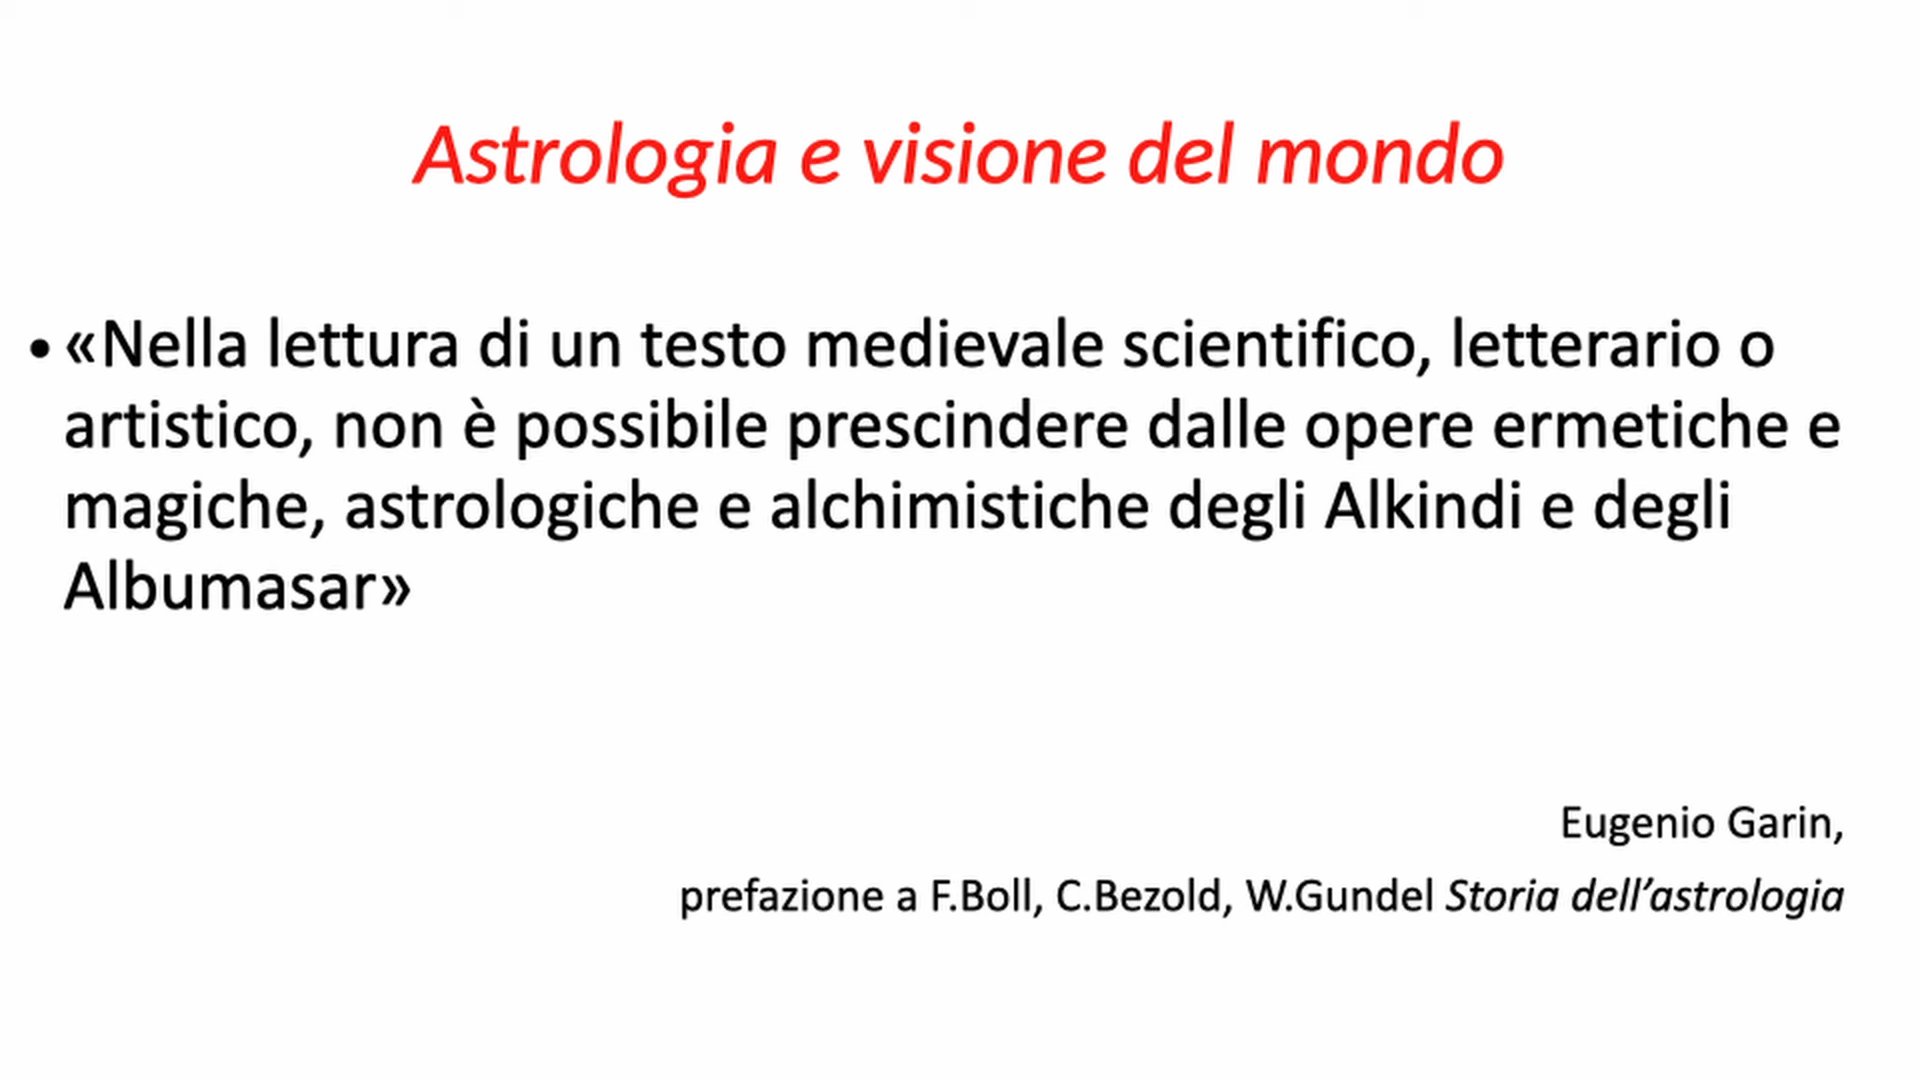 Astrologia e visione del mondo
• «Nella lettura di un testo medievale scientifico, letterario o
artistico, non è possibile prescindere dalle opere ermetiche e
magiche, astrologiche e alchimistiche degli Alkindi e degli
Albumasar»
Eugenio Garin,
prefazione a F.Boll, C.Bezold, W.Gundel Storia dell’astrologia